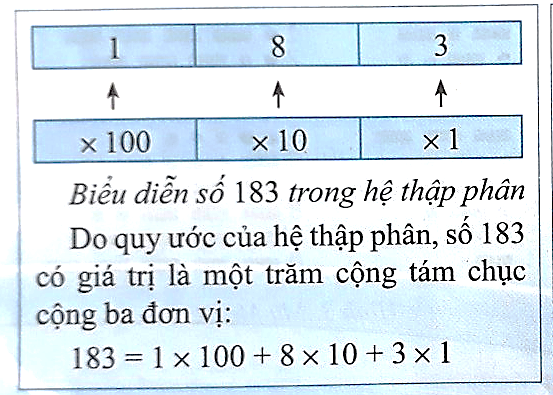 1 8 3
× 100 × 10 × 1
Biểu diễn số 183 trong hệ thập phân
Do quy ước của hệ thập phân, số 183
có giá trị là một trăm cộng tám chục
cộng ba đơn vị:
183 = 1 × 100 + 8 × 10 + 3 × 1